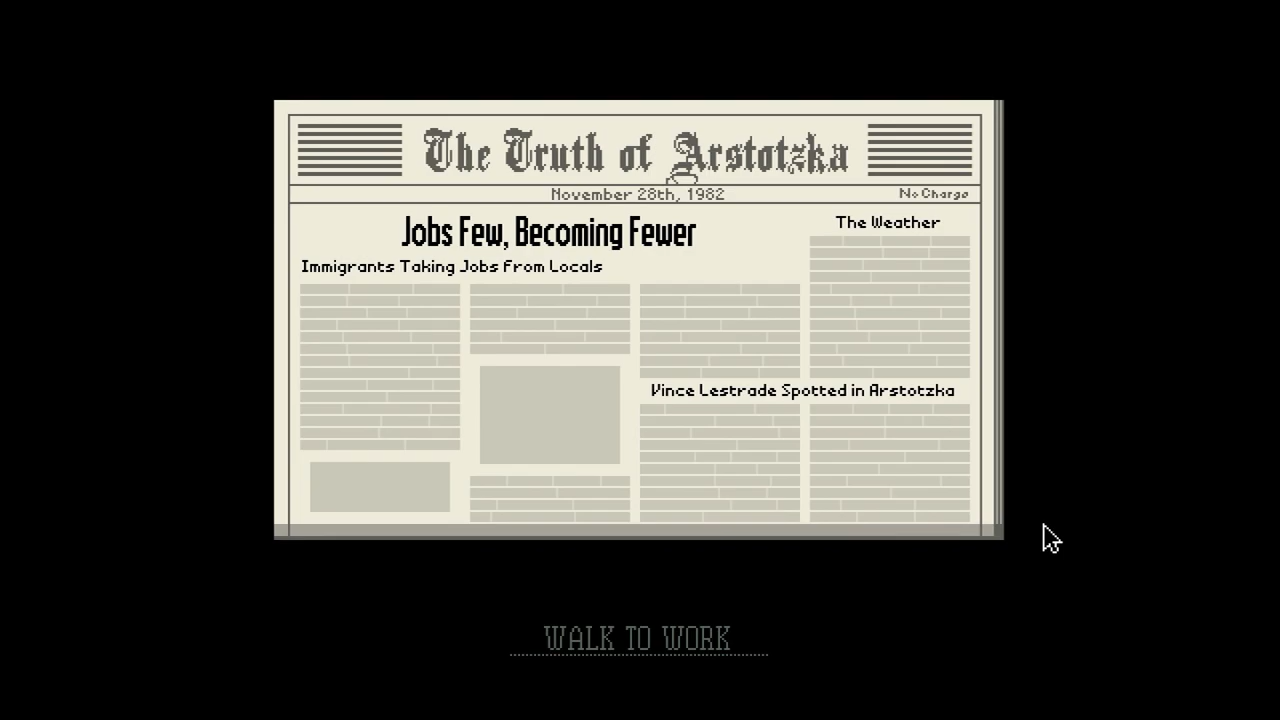 The Truth of Arstotzka
November 28th, 1982
No Charge
Jobs Few, Becoming Fewer
Immigrants Taking Jobs From Locals
The Weather
Vince Lestrade Spotted in Arstotzka
WALK TO WORK